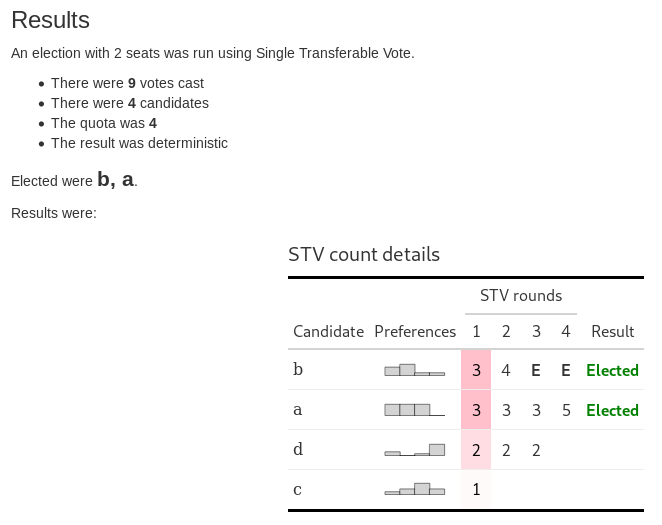 Results
An election with 2 seats was run using Single Transferable Vote.
• There were 9 votes cast
• There were 4 candidates
• The quota was 4
• The result was deterministic
Elected were b, a.
Results were:
STV count details
STV rounds
Candidate Preferences 1 2 3 4 Result
b 3 4 E E Elected
a 3 3 3 5 Elected
d 2 2 2
c 1